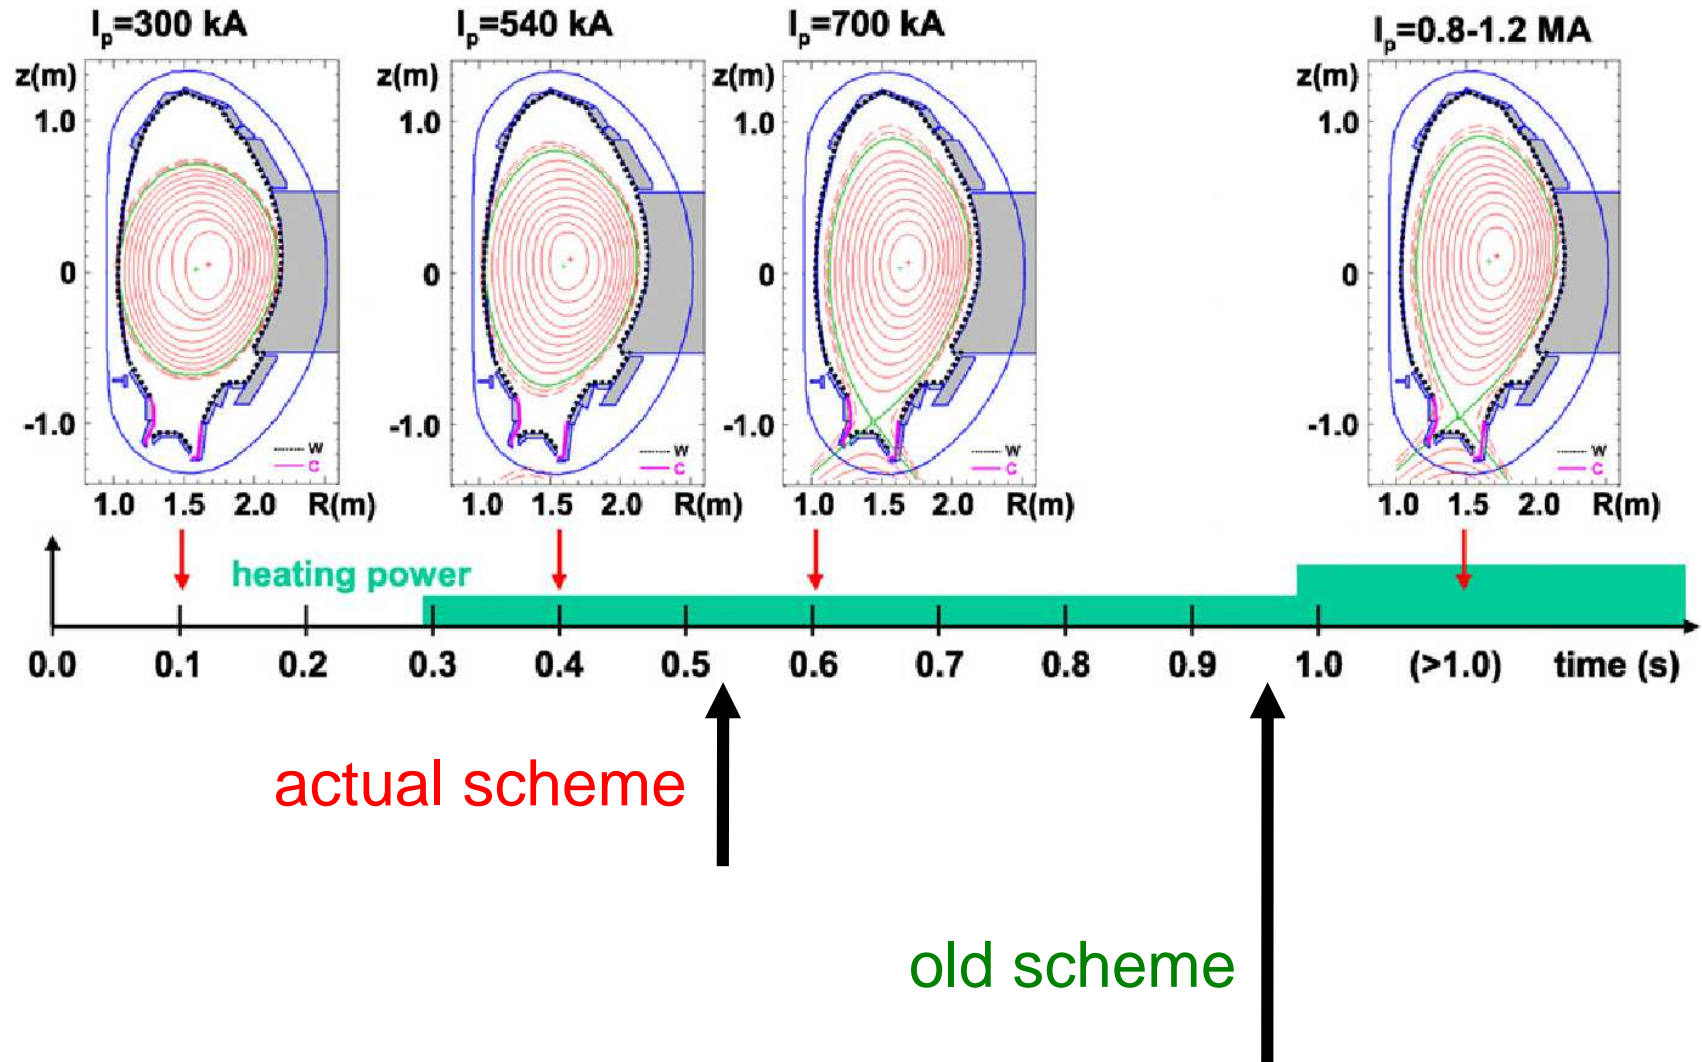 Ip=300 kA
Ip=540 kA
Ip=700 kA
Ip=0.8-1.2 MA
z(m)
1.0
0
-1.0
W
C
1.0 1.5 2.0 R(m)
z(m)
1.0
0
-1.0
W
C
1.0 1.5 2.0 R(m)
z(m)
1.0
0
-1.0
W
C
1.0 1.5 2.0 R(m)
z(m)
1.0
0
-1.0
W
C
1.0 1.5 2.0 R(m)
heating power
0.0 0.1 0.2 0.3 0.4 0.5 0.6 0.7 0.8 0.9 1.0 (>1.0) time (s)
actual scheme
old scheme